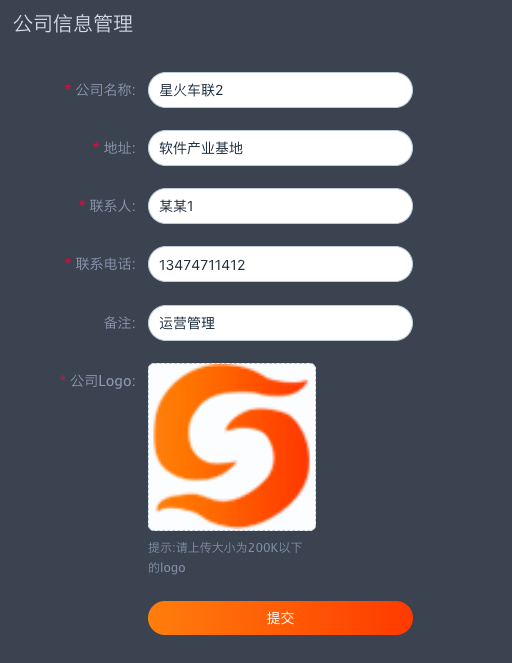 公司信息管理
* 公司名称: 星火车联2
* 地址: 软件产业基地
* 联系人: 某某1
* 联系电话: 13474711412
备注: 运营管理
* 公司Logo:
提示:请上传大小为200K以下
的logo
提交